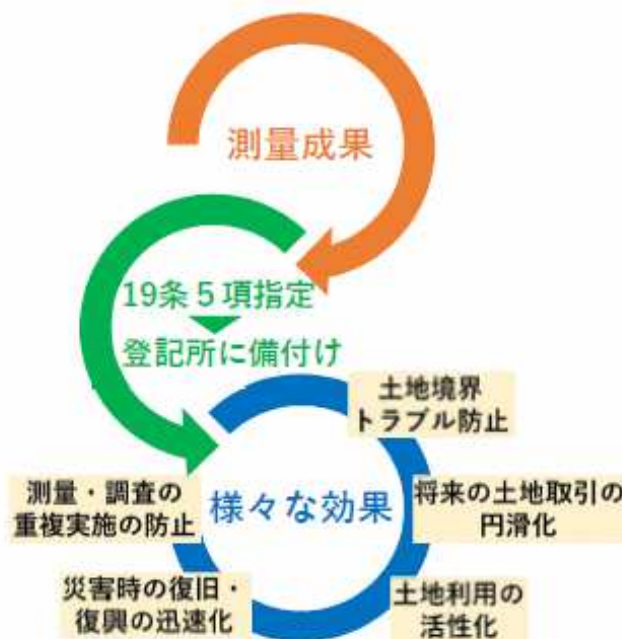 測量成果
19条５項指定
登記所に備付け
土地境界
トラブル防止
測量・調査の
重複実施の防止
様々な効果
将来の土地取引の
円滑化
災害時の復旧・
復興の迅速化
土地利用の
活性化